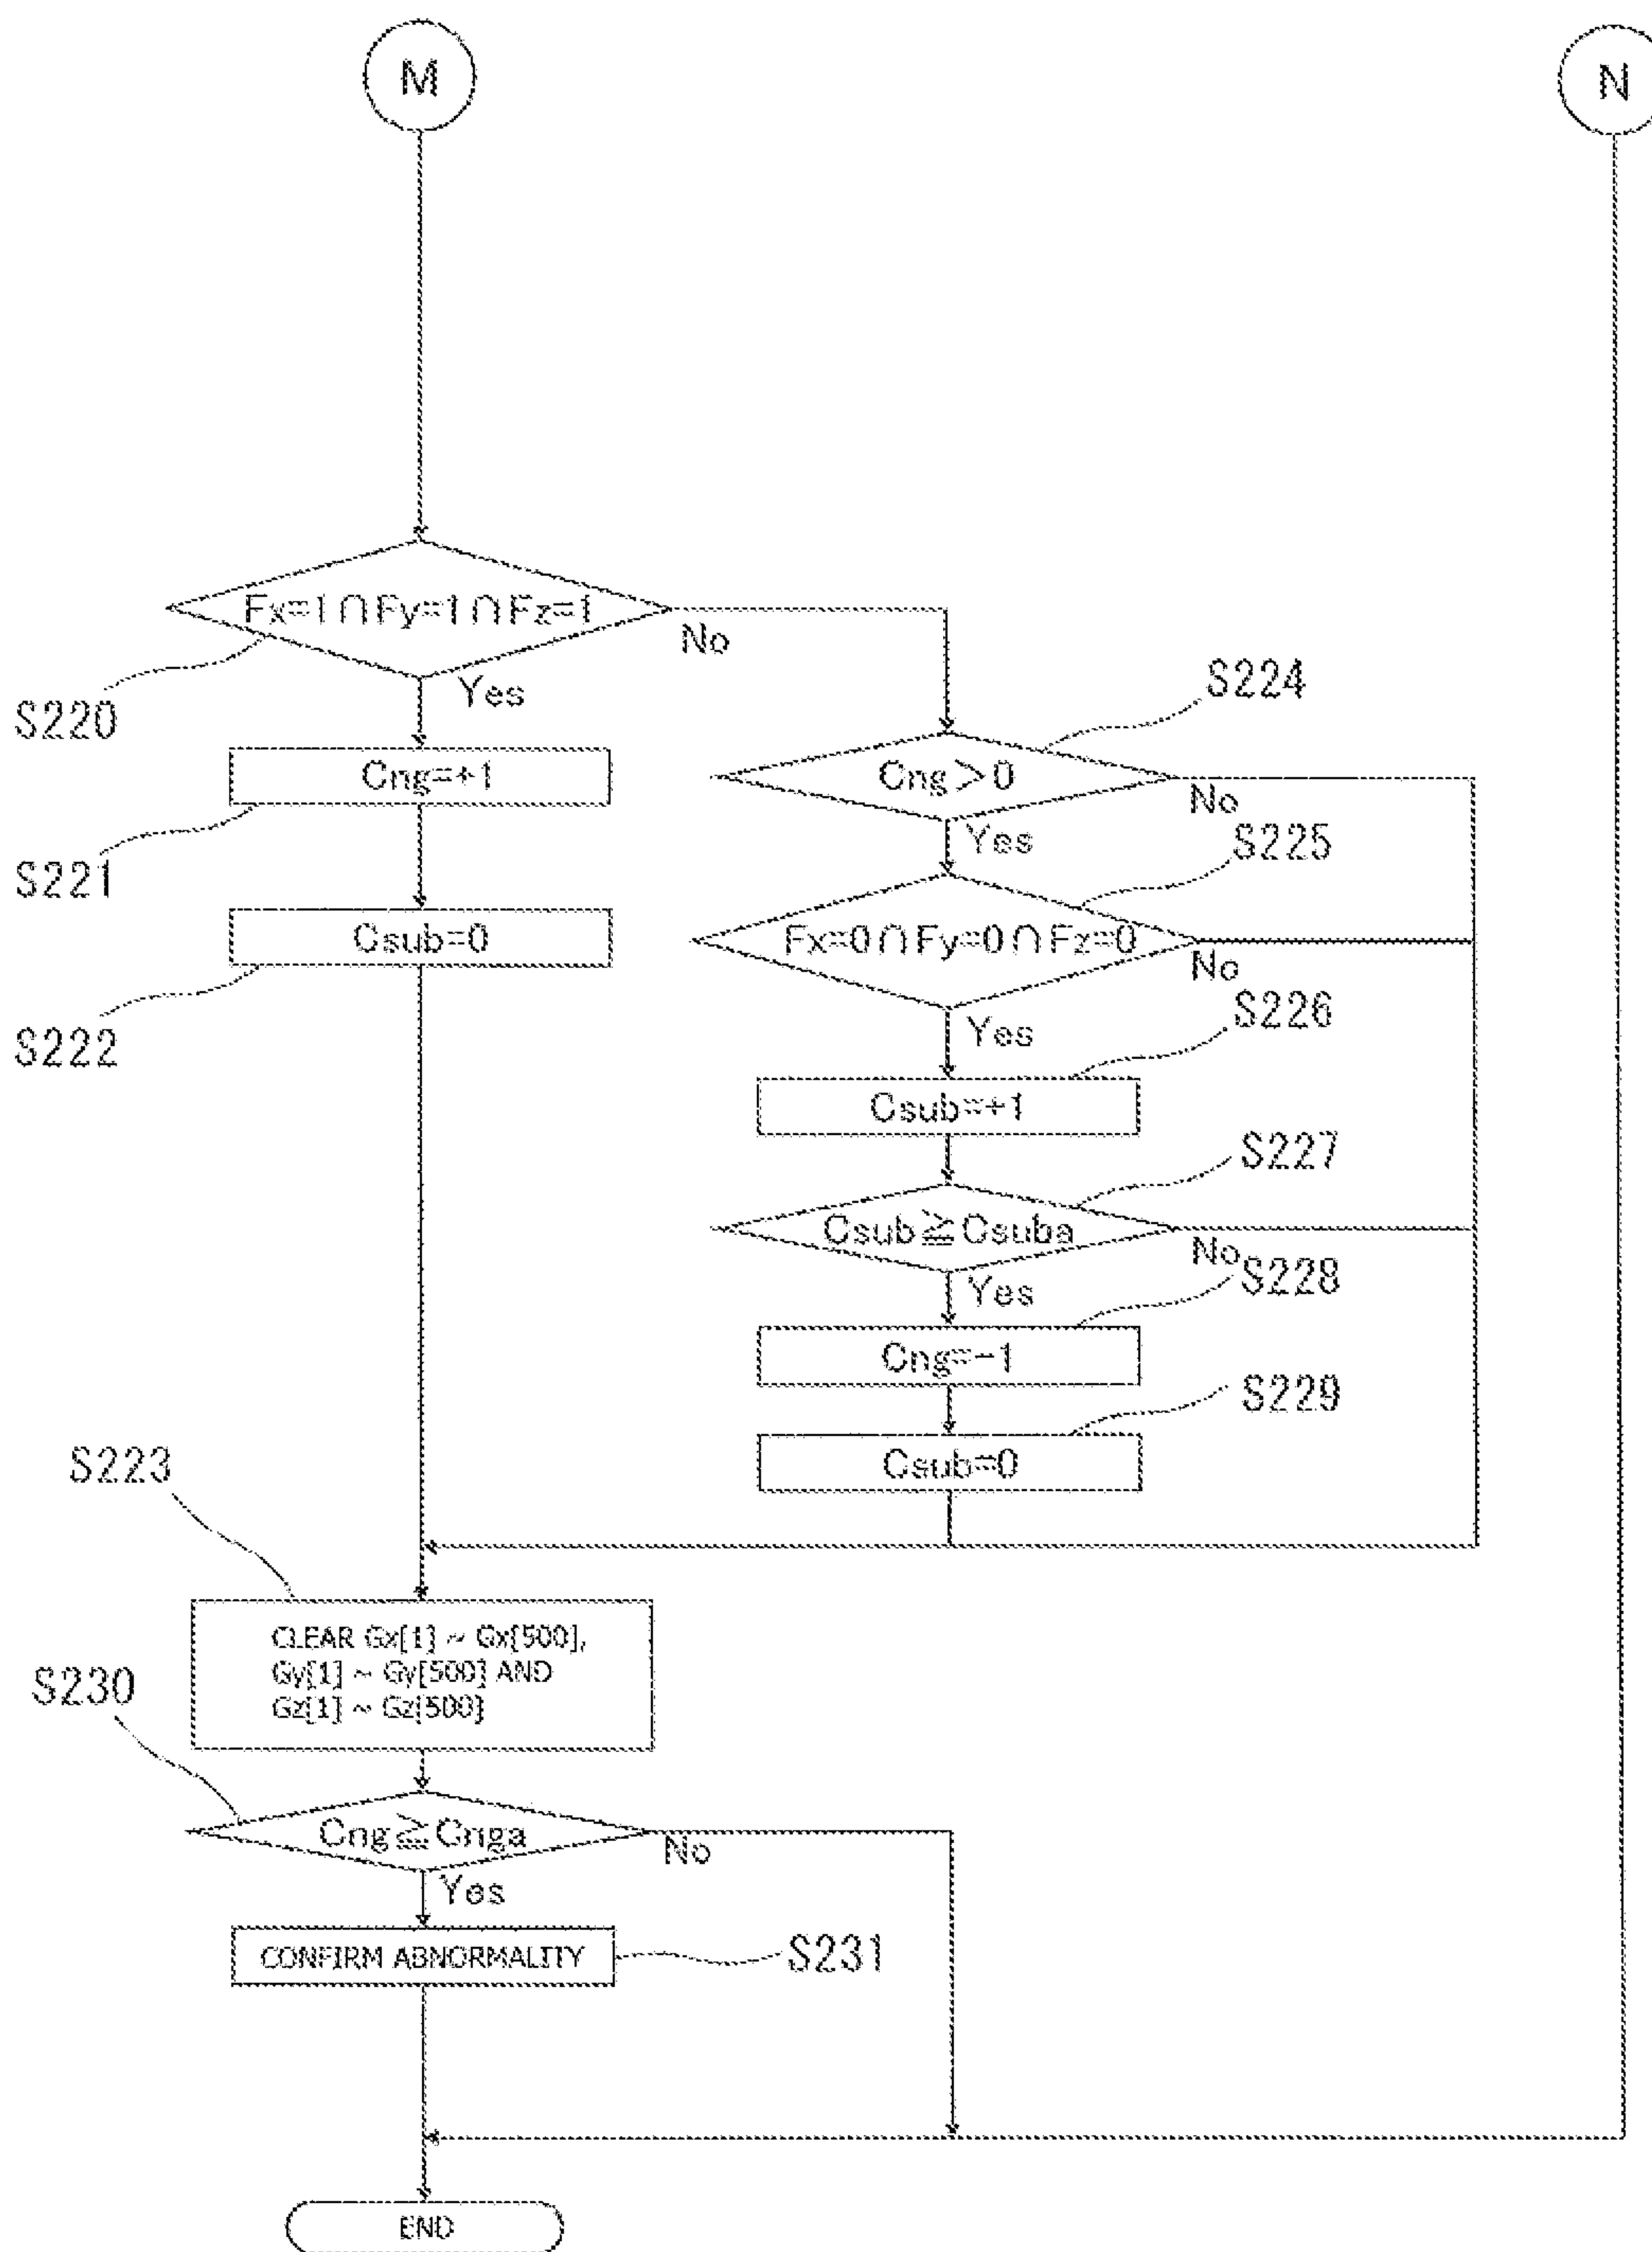 M
N
Fx=1∩Fy=1∩Fz=1
No
S220
Yes
S224
Cng=+1
Cng>0
No
S221
Yes
S225
Csub=0
Fx=0∩Fy=0∩Fz=0
No
S222
Yes
S226
Csub=+1
S227
Csub≧Csuba
No
Yes
S228
Cng=-1
S229
Csub=0
S223
CLEAR Gx[1] ~ Gx[500],
Gy[1] ~ Gy[500] AND
Gz[1] ~ Gz[500]
S230
Cng≧Cnga
No
Yes
CONFIRM ABNORMALITY
S231
END